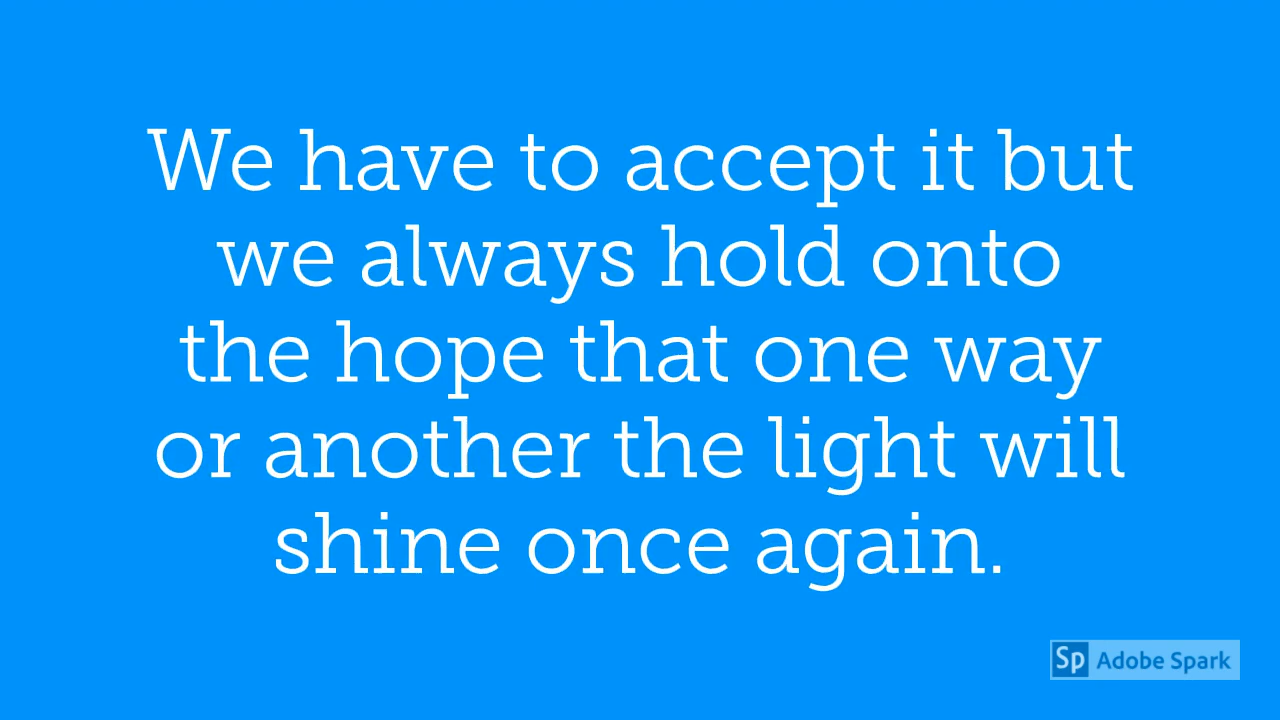 We have to accept it but
we always hold onto
the hope that one way
or another the light will
shine once again.
Sp Adobe Spark